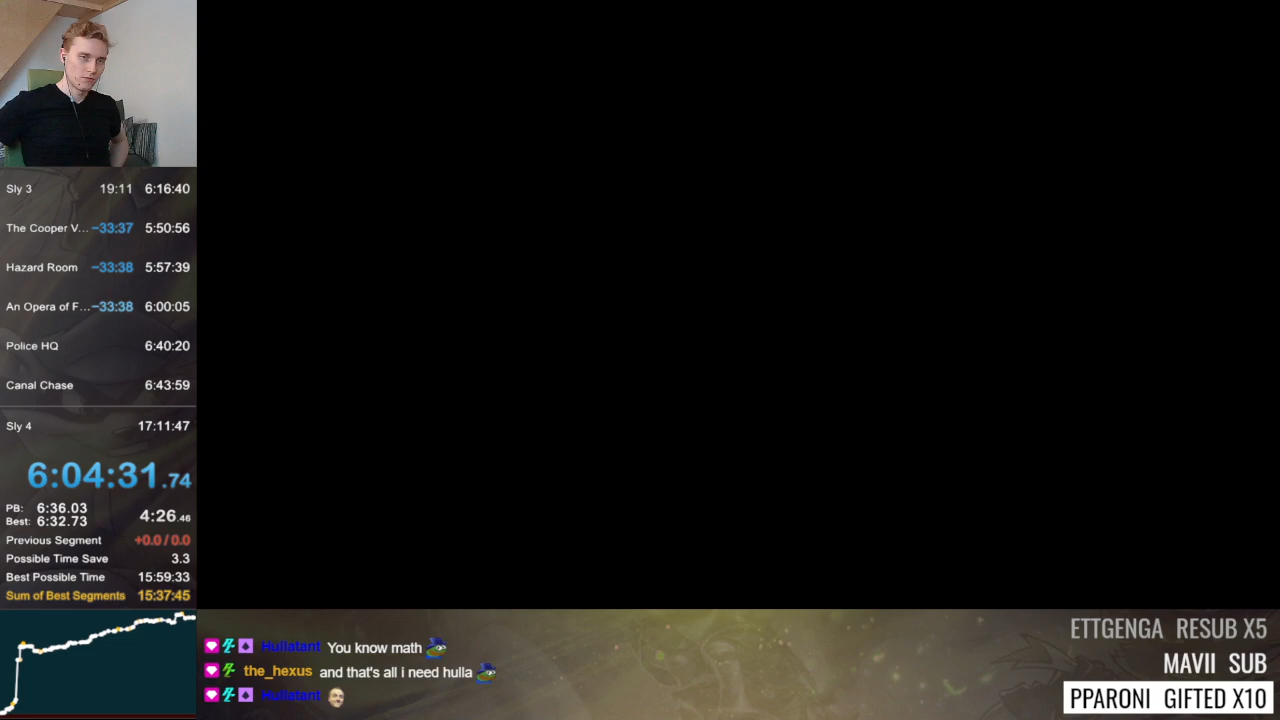 Sly 3 19:11 6:16:40
The Cooper V... −33:37 5:50:56
Hazard Room −33:38 5:57:39
An Opera of F... −33:38 6:00:05
Police HQ 6:40:20
Canal Chase 6:43:59
Sly 4 17:11:47
6:04:31.74
PB: 6:36.03
Best: 6:32.73
4:26.46
Previous Segment +0.0 / 0.0
Possible Time Save 3.3
Best Possible Time 15:59:33
Sum of Best Segments 15:37:45
Hullatant You know math
the_hexus and that's all i need hulla
Hullatant
ETTGENGA RESUB X5
MAVII SUB
PPARONI GIFTED X10